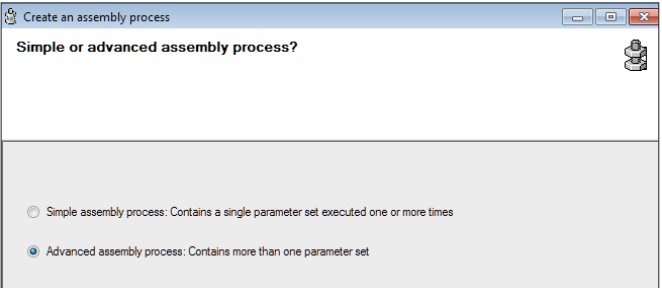 Create an assembly process
Simple or advanced assembly process?
Simple assembly process: Contains a single parameter set executed one or more times
Advanced assembly process: Contains more than one parameter set